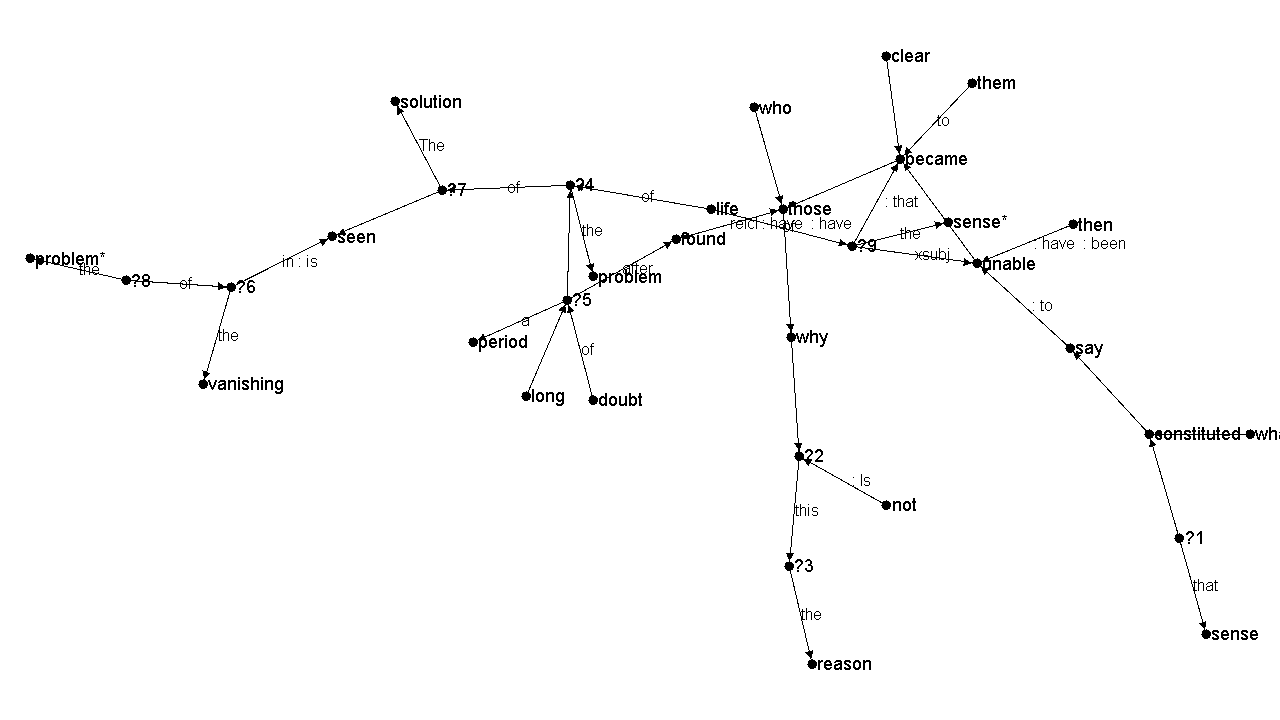 clear
them
solution
who
to
The
became
?7
of
?4
of
life
those
: that
sense*
then
the
reicl : have : have
of
the
seen
found
?9
the
xsubj
: have : been
problem*
the
in : is
unable
after
problem
?8
of
?6
?5
: to
a
the
period
of
why
say
vanishing
long
doubt
constituted
?2
: Is
not
this
?1
?3
that
the
sense
reason